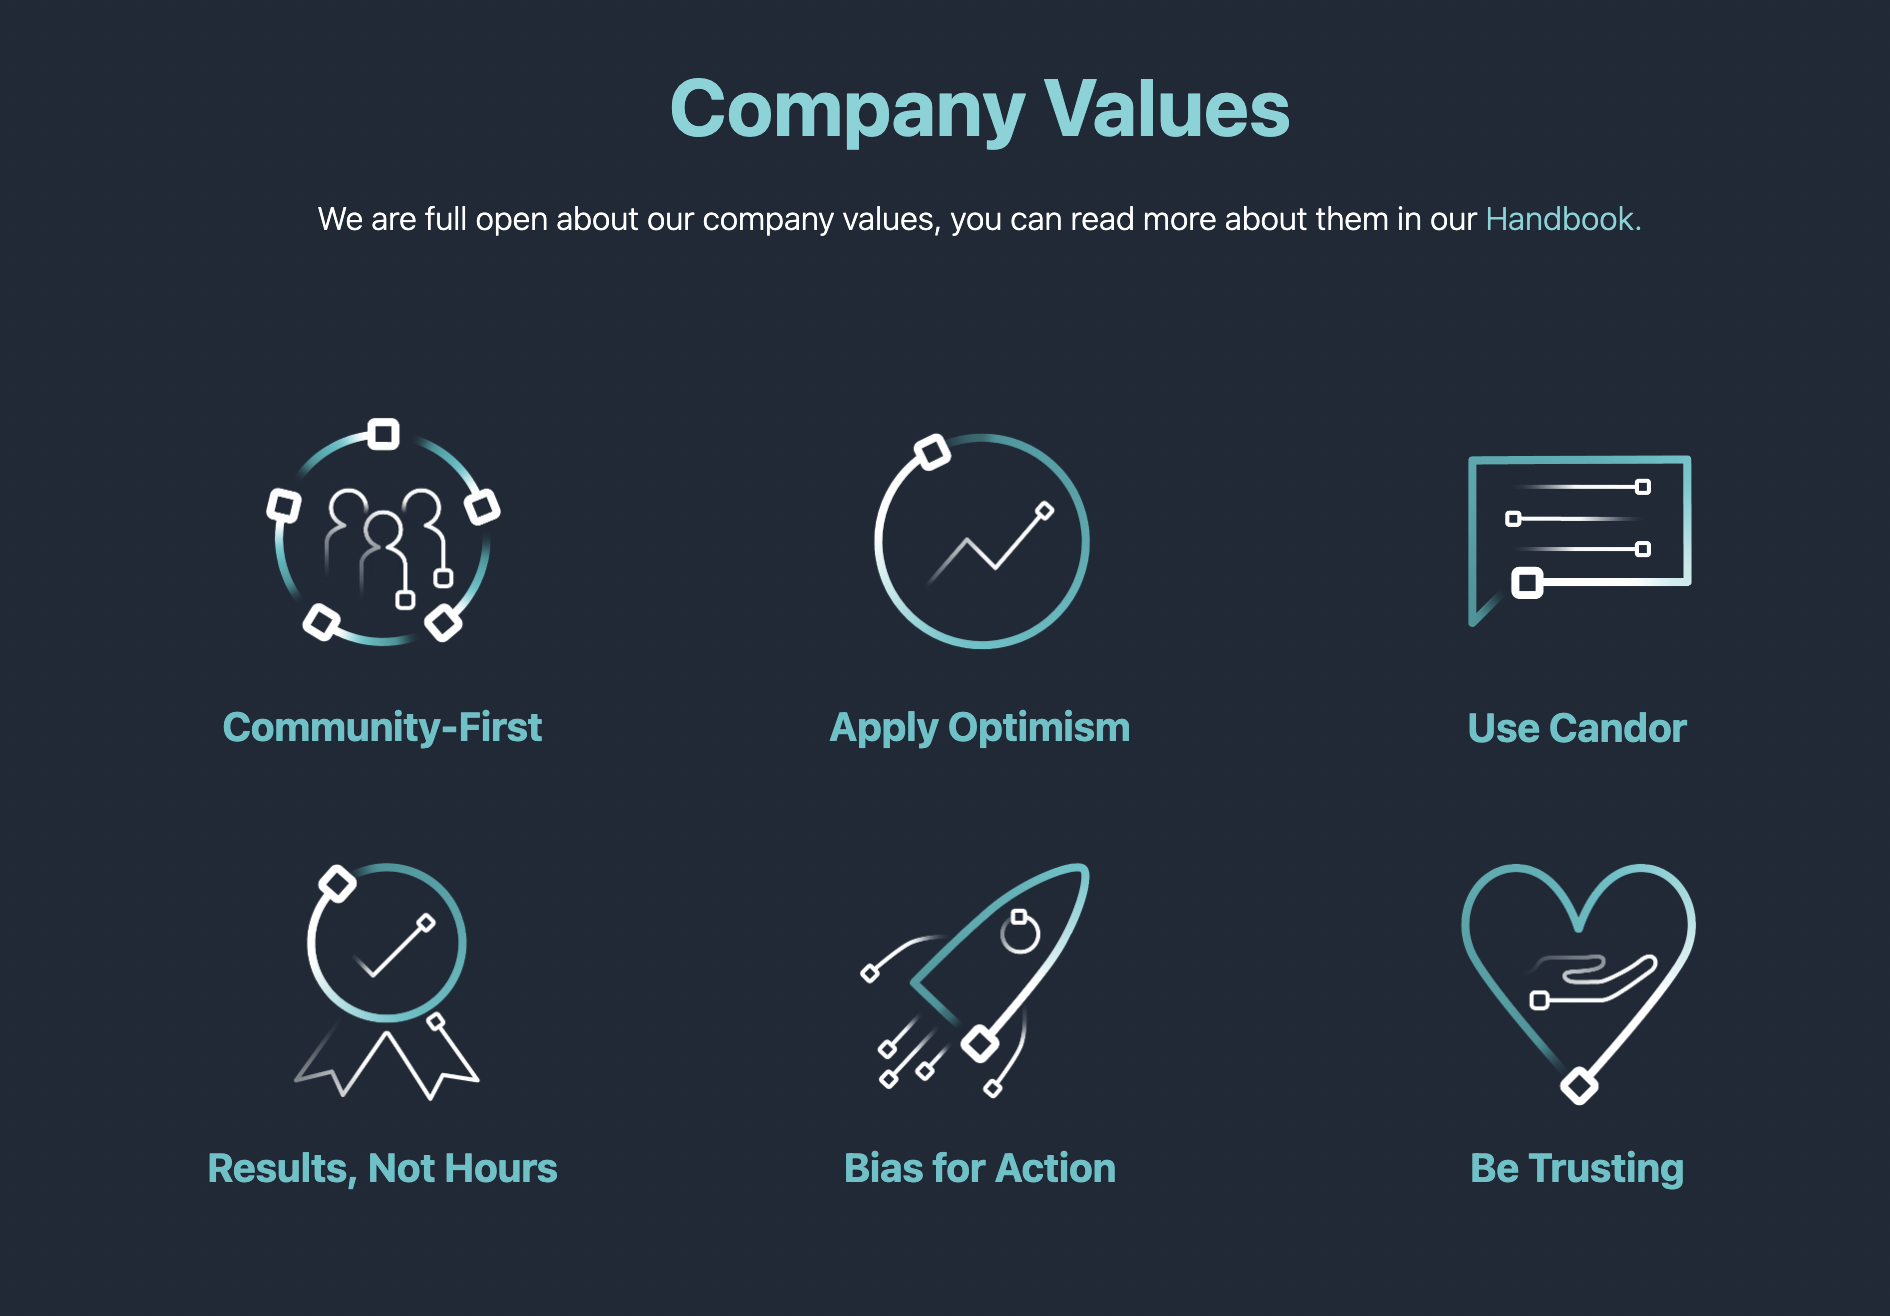 Company Values
We are full open about our company values, you can read more about them in our Handbook.
Community-First
Apply Optimism
Use Candor
Results, Not Hours
Bias for Action
Be Trusting